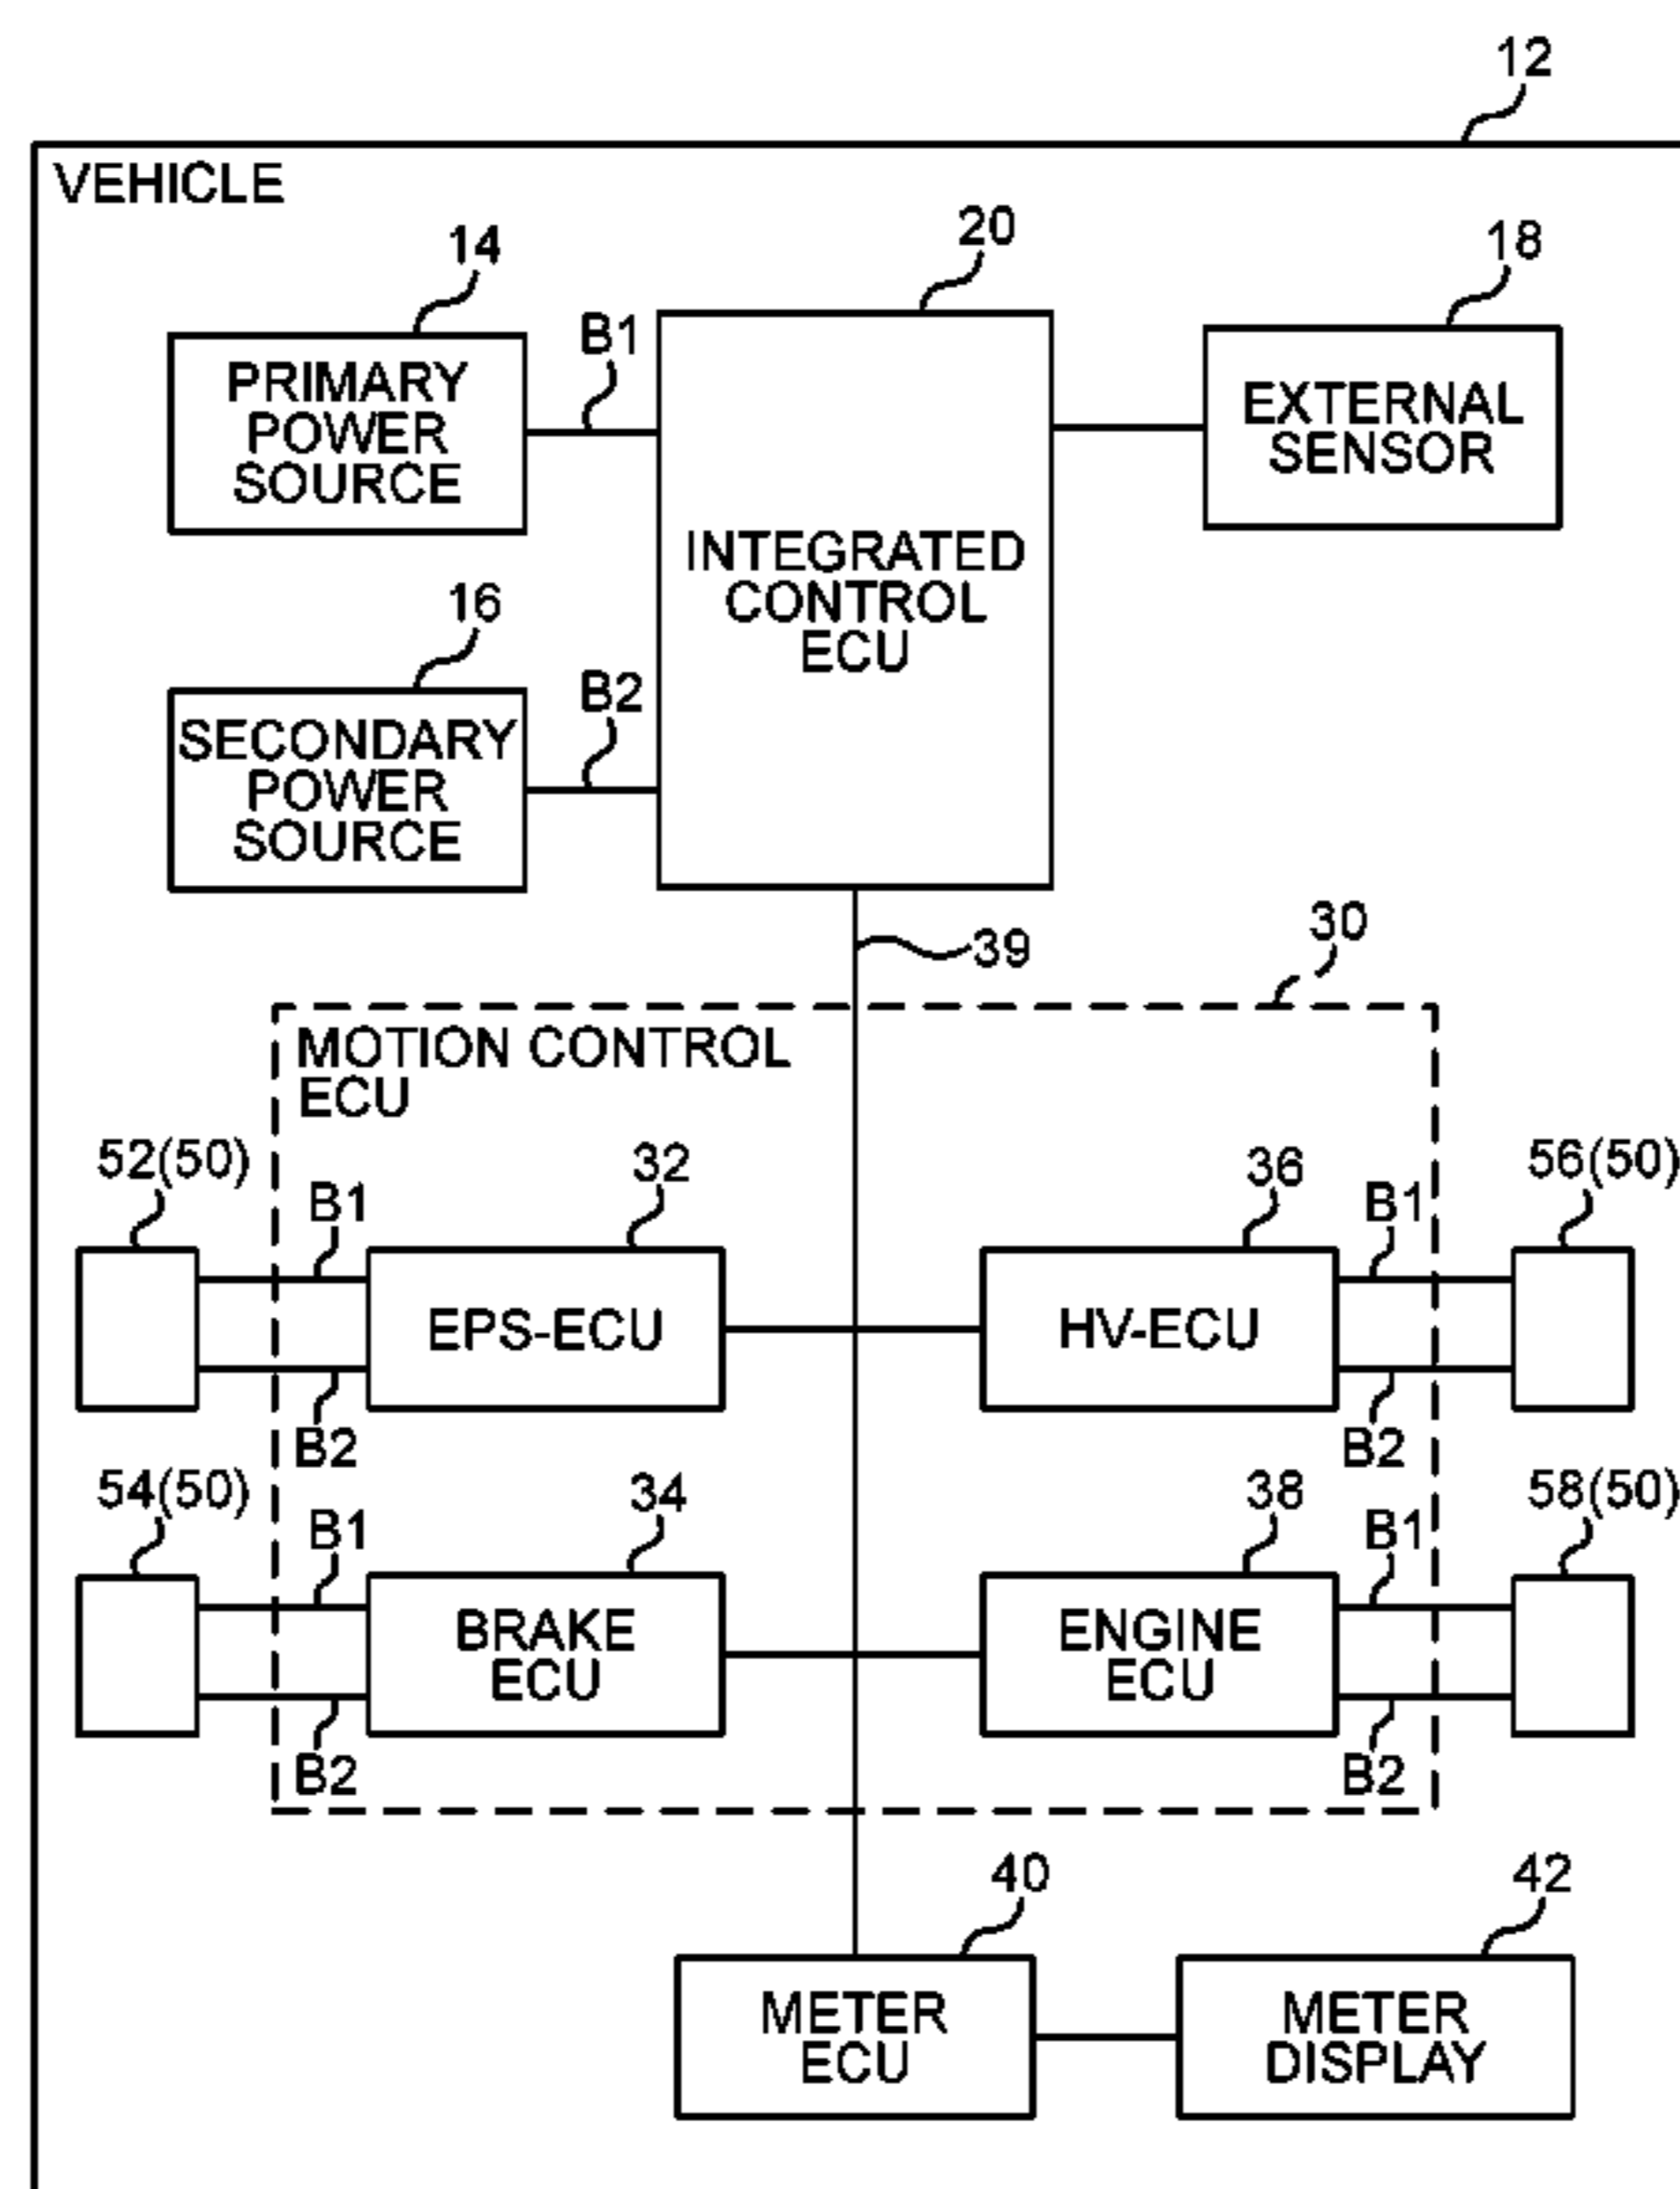 12
VEHICLE
14
20
18
B1
PRIMARY
POWER
SOURCE
EXTERNAL
SENSOR
INTEGRATED
CONTROL
ECU
16
B2
SECONDARY
POWER
SOURCE
30
39
MOTION CONTROL
ECU
52(50)
B1
32
36
B1
56(50)
EPS-ECU
HV-ECU
B2
B2
54(50)
B1
34
38
B1
58(50)
BRAKE
ECU
ENGINE
ECU
B2
B2
40
42
METER
ECU
METER
DISPLAY